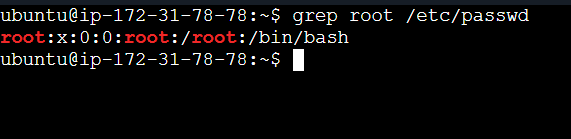 ubuntu@ip-172-31-78-78:~$ grep root /etc/passwd
root:x:0:0:root:/root:/bin/bash
ubuntu@ip-172-31-78-78:~$